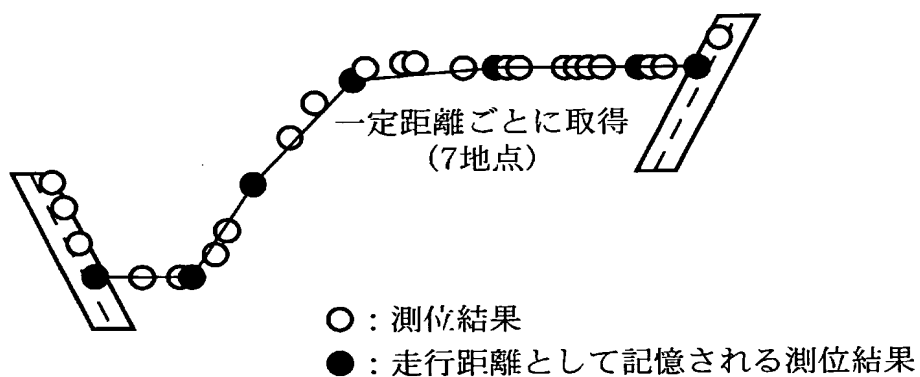 一定距離ごとに取得
(7地点)
○：測位結果
●：走行距離として記憶される測位結果